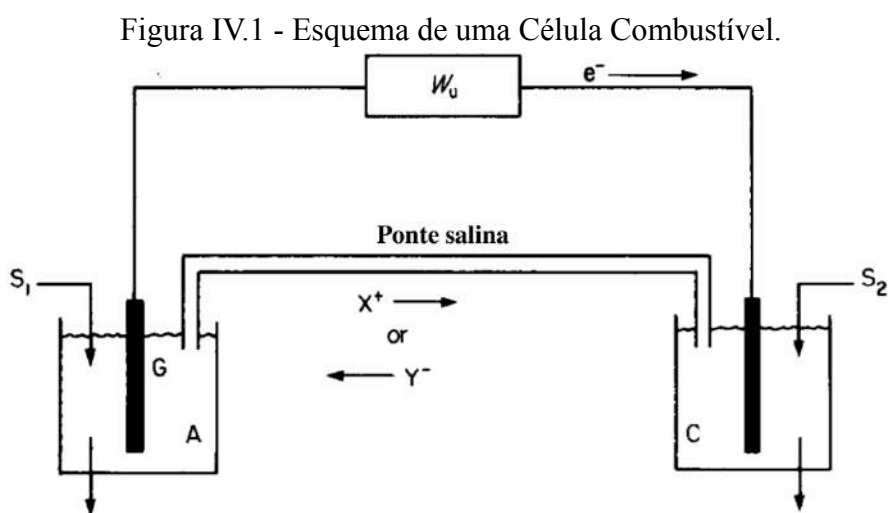 Figura IV.1 - Esquema de uma Célula Combustível.
Wu
e⁻
Ponte salina
S₁
S₂
X⁺
or
Y⁻
G
A
C